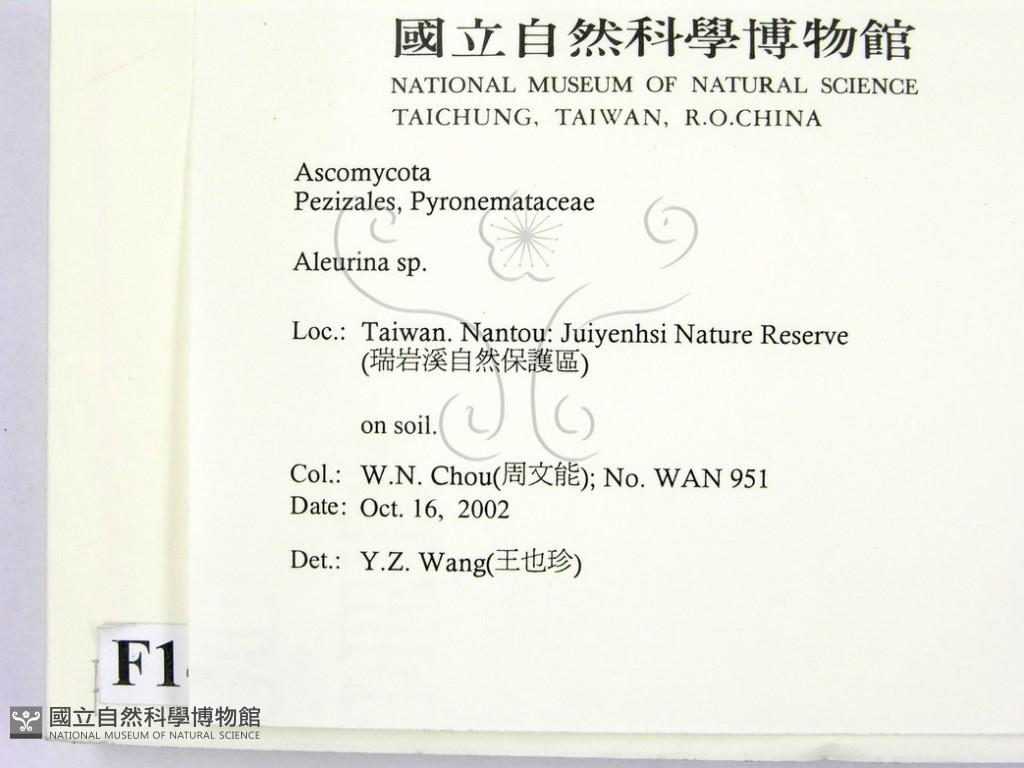 國立自然科學博物館
NATIONAL MUSEUM OF NATURAL SCIENCE
TAICHUNG, TAIWAN, R.O.CHINA
Ascomycota
Pezizales, Pyronemataceae
Aleurina sp.
Loc.: Taiwan. Nantou: Juiyenhsi Nature Reserve
(瑞岩溪自然保護區)
on soil.
Col.: W.N. Chou(周文能); No. WAN 951
Date: Oct. 16, 2002
Det.: Y.Z. Wang(王也珍)
F1
國立自然科學博物館
NATIONAL MUSEUM OF NATURAL SCIENCE